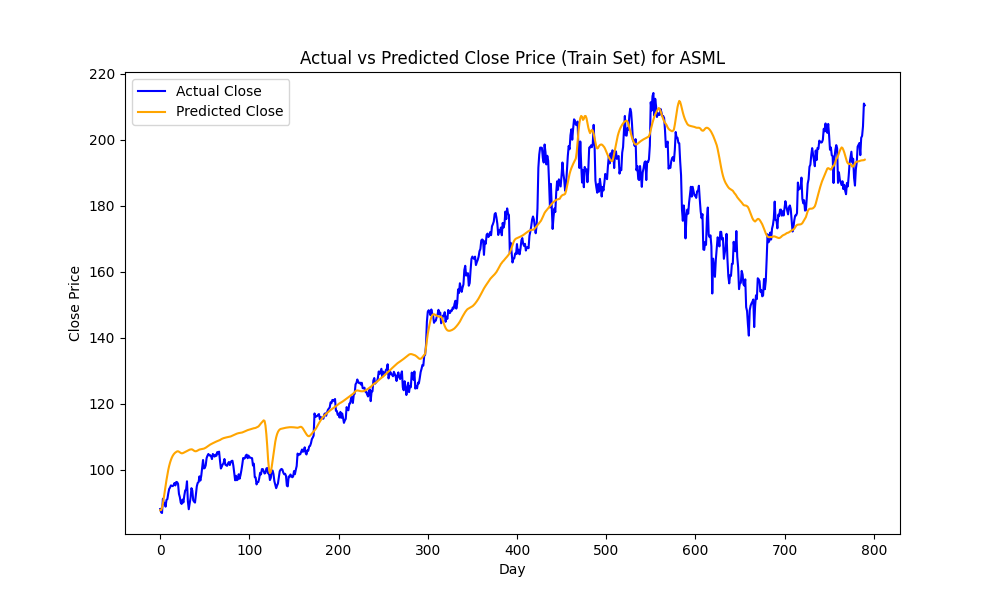 Actual vs Predicted Close Price (Train Set) for ASML
Actual Close
Predicted Close
220
200
180
160
140
120
100
Close Price
0 100 200 300 400 500 600 700 800
Day